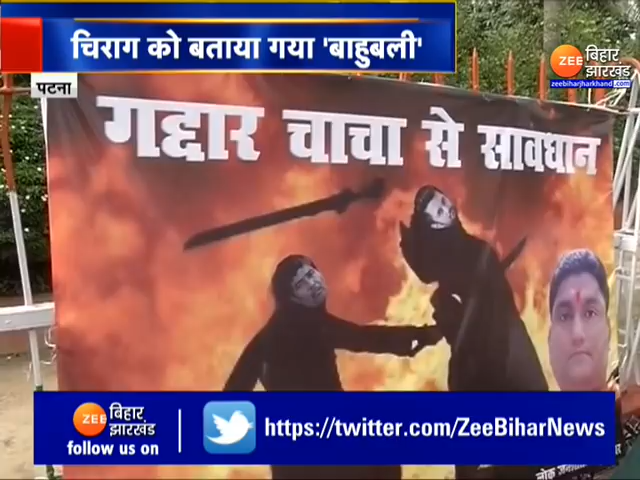 चिराग को बताया गया 'बाहुबली'
ZEE बिहार झारखंड
zeebiharjharkhand.com
पटना
गद्दार चाचा से सावधान
ZEE बिहार झारखंड
follow us on
https://twitter.com/ZeeBiharNews
लोक